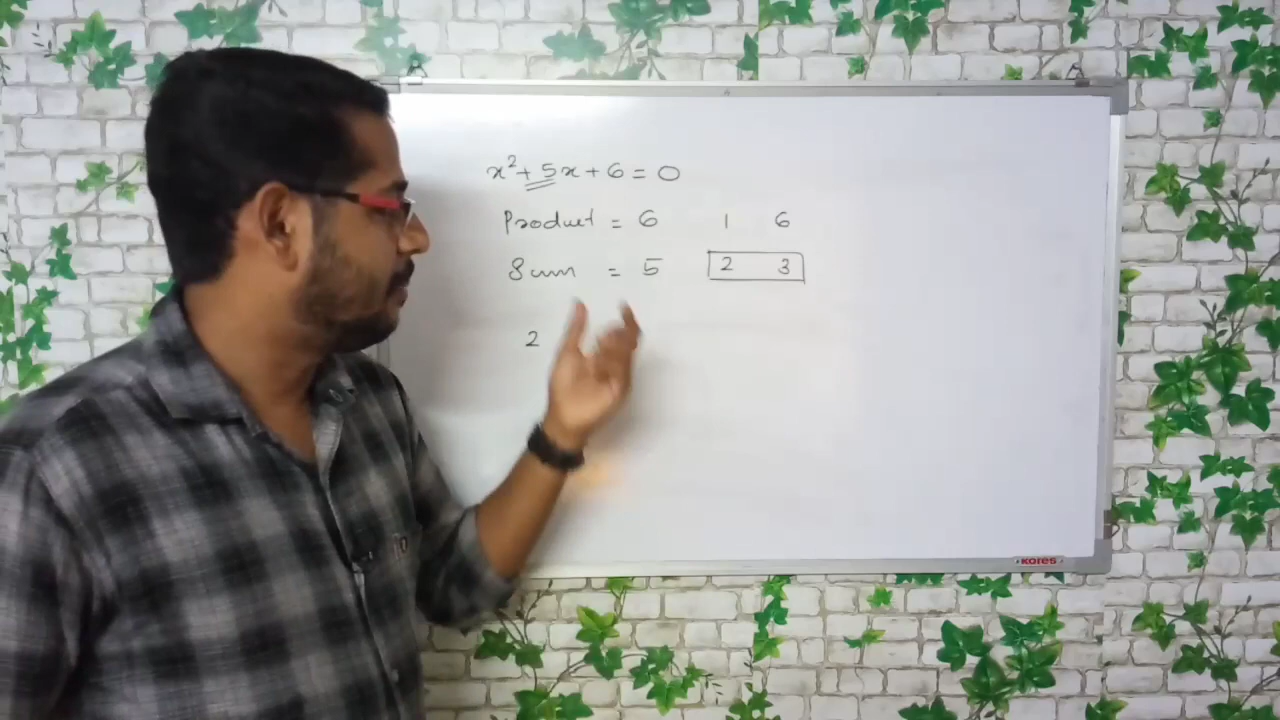 x² + 5x + 6 = 0
Product = 6 1 6
Sum = 5 2 3
2
KORES